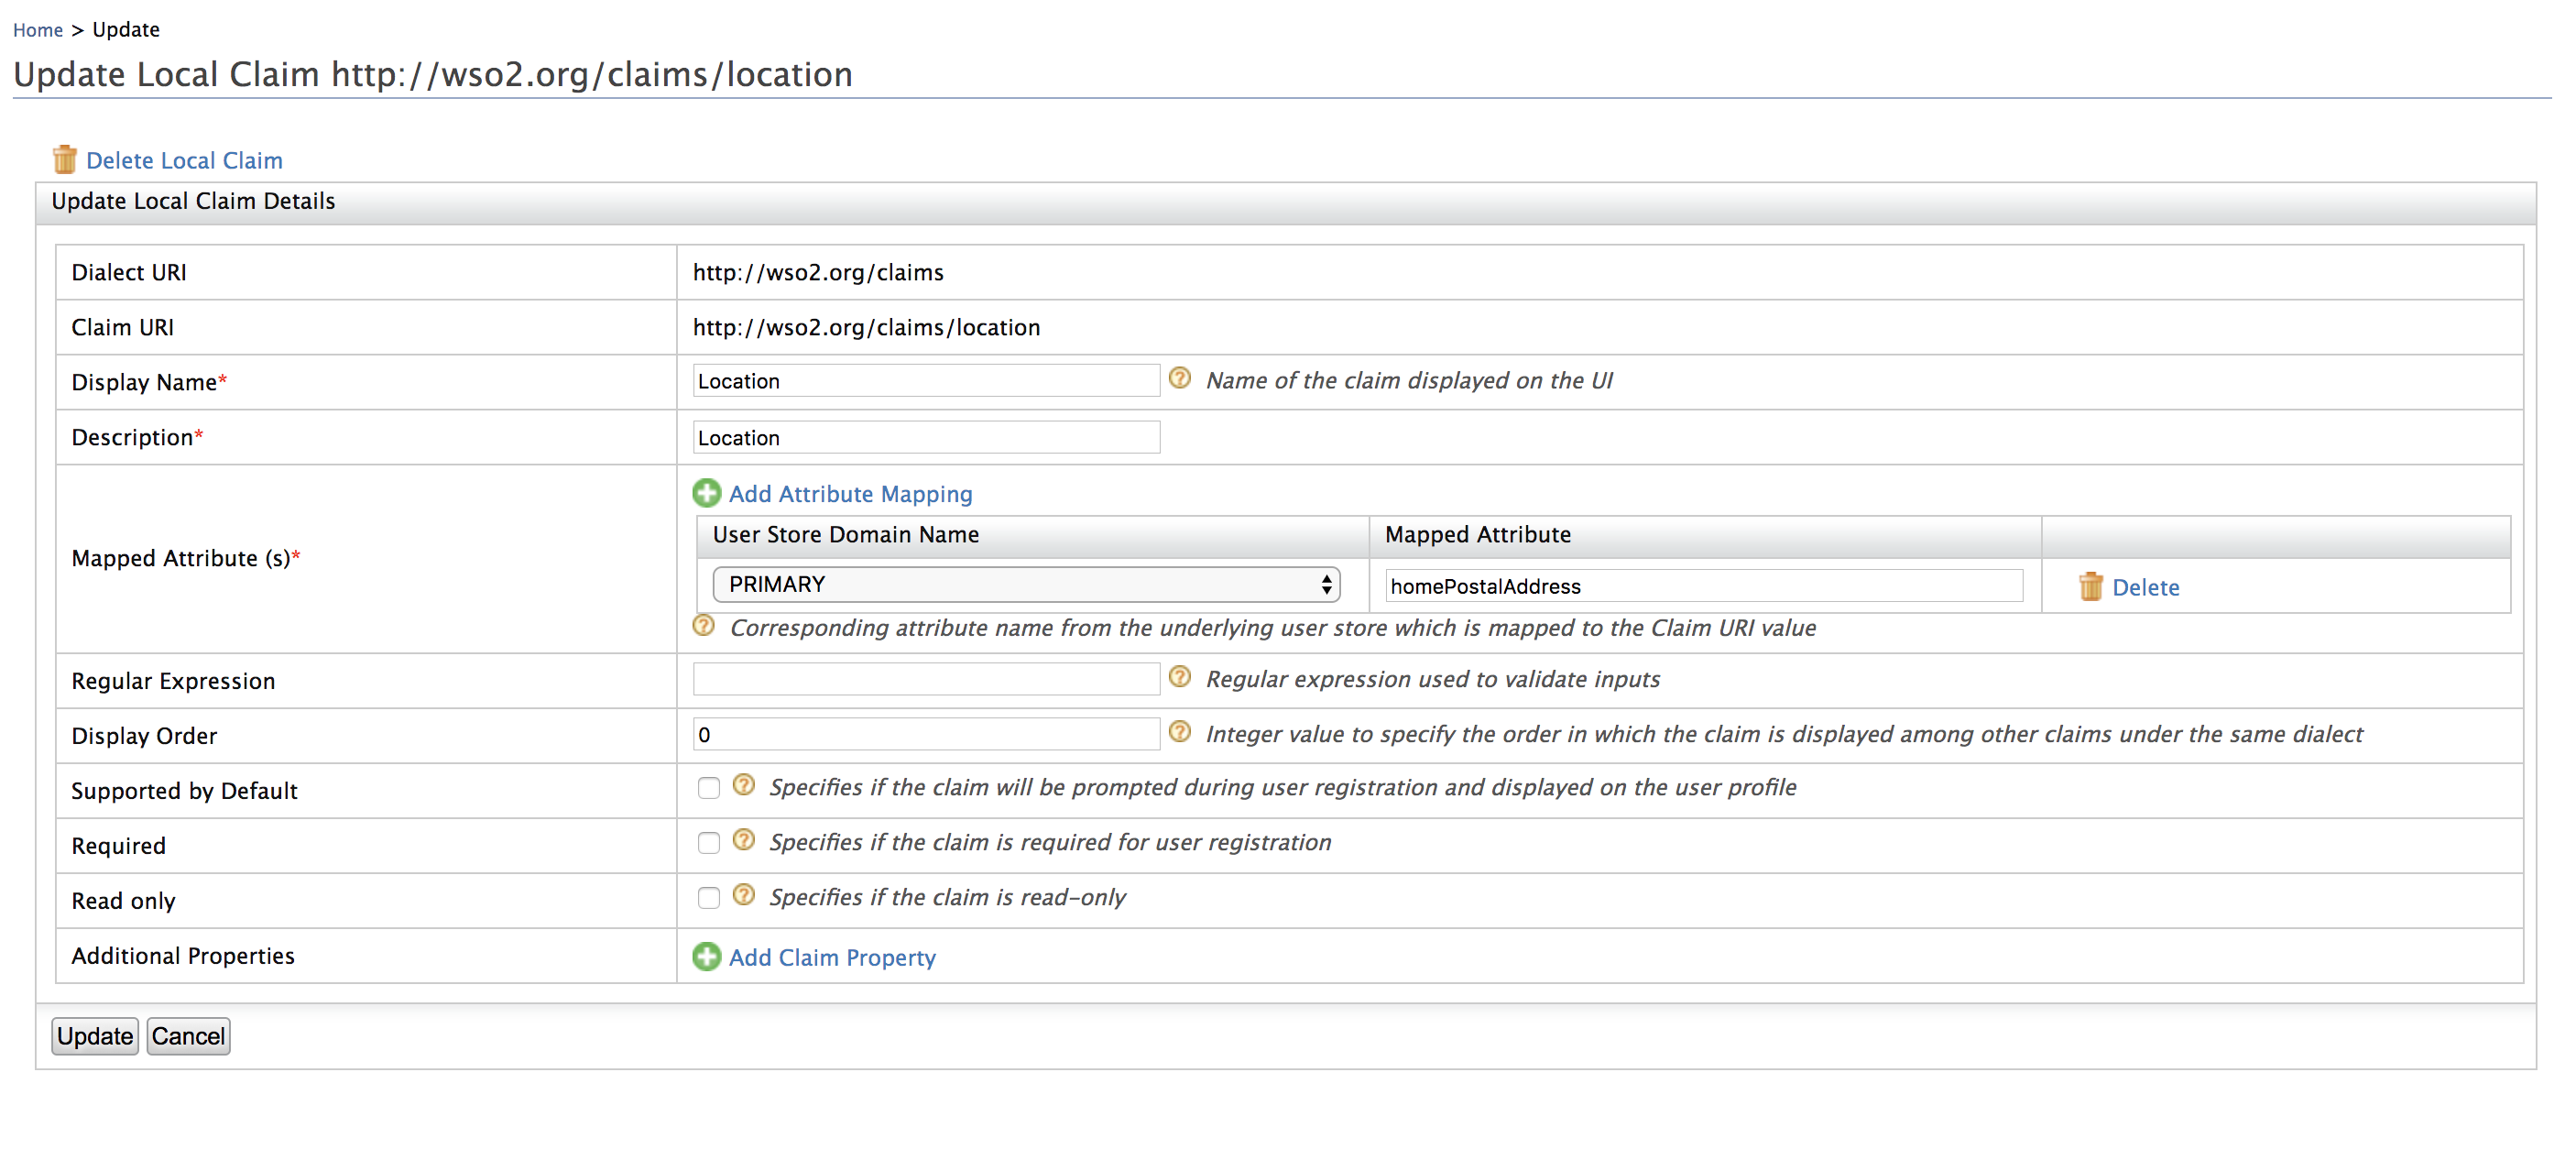 Home > Update
Update Local Claim http://wso2.org/claims/location
Delete Local Claim
Update Local Claim Details
Dialect URI http://wso2.org/claims
Claim URI http://wso2.org/claims/location
Display Name* Location Name of the claim displayed on the UI
Description* Location
Mapped Attribute (s)*
Add Attribute Mapping
User Store Domain Name Mapped Attribute
PRIMARY homePostalAddress Delete
Corresponding attribute name from the underlying user store which is mapped to the Claim URI value
Regular Expression Regular expression used to validate inputs
Display Order 0 Integer value to specify the order in which the claim is displayed among other claims under the same dialect
Supported by Default Specifies if the claim will be prompted during user registration and displayed on the user profile
Required Specifies if the claim is required for user registration
Read only Specifies if the claim is read-only
Additional Properties Add Claim Property
Update Cancel